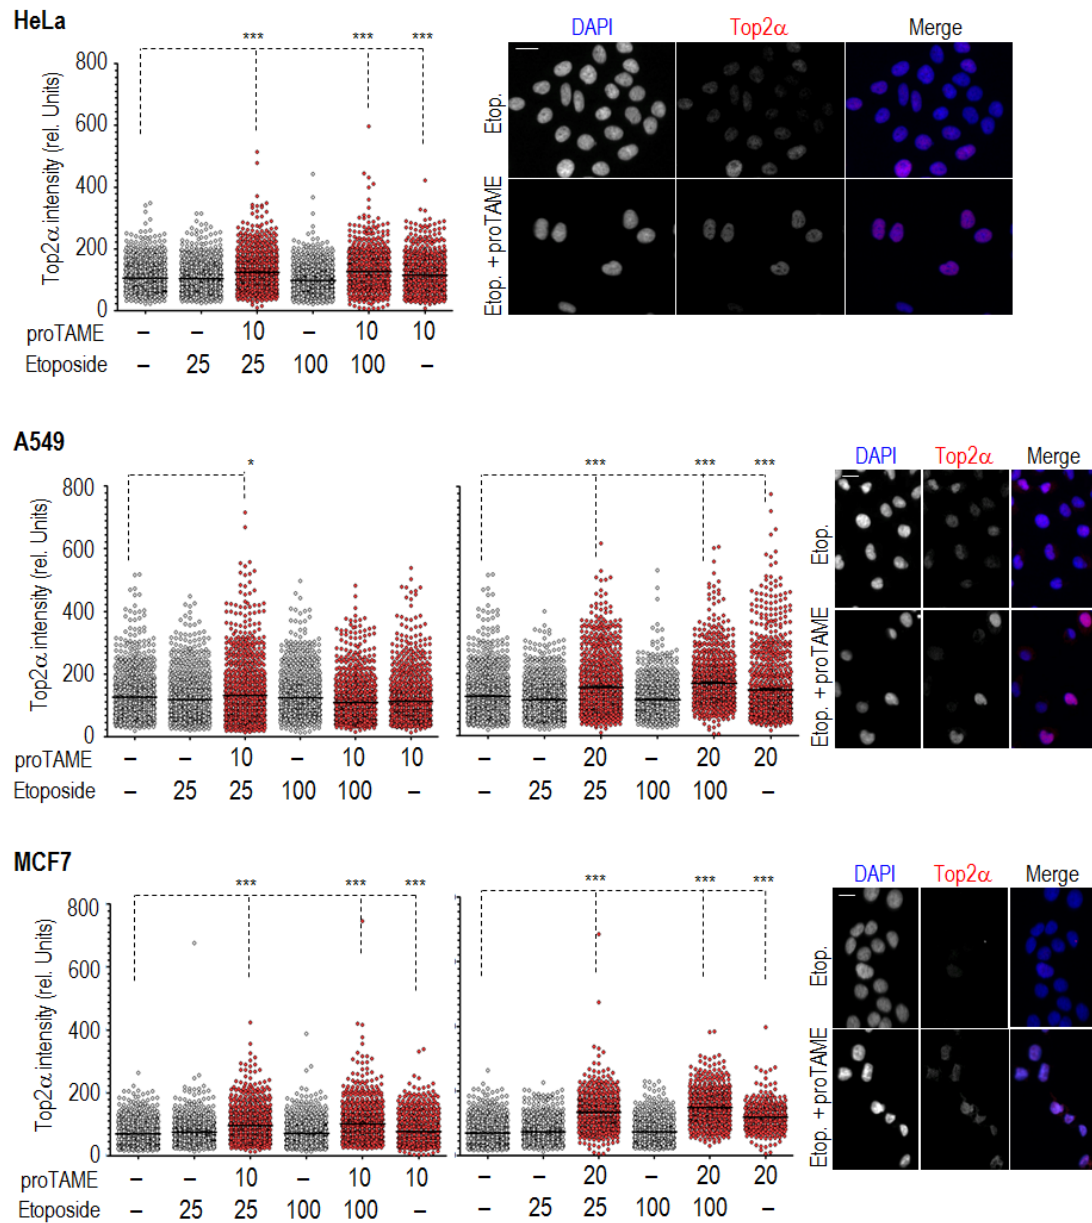 HeLa
DAPI Top2α Merge
*** *** ***
800
600
400
200
0
Top2α intensity (rel. Units)
Etop.
Etop. + proTAME
proTAME – – 10 – 10 10
Etoposide – 25 25 100 100 –
A549
DAPI Top2α Merge
* *** *** ***
800
600
400
200
0
Top2α intensity (rel. Units)
Etop.
Etop. + proTAME
proTAME – – 10 – 10 10 – – 20 – 20 20
Etoposide – 25 25 100 100 – – 25 25 100 100 –
MCF7
DAPI Top2α Merge
*** *** *** *** *** ***
800
600
400
200
0
Top2α intensity (rel. Units)
Etop.
Etop. + proTAME
proTAME – – 10 – 10 10 – – 20 – 20 20
Etoposide – 25 25 100 100 – – 25 25 100 100 –